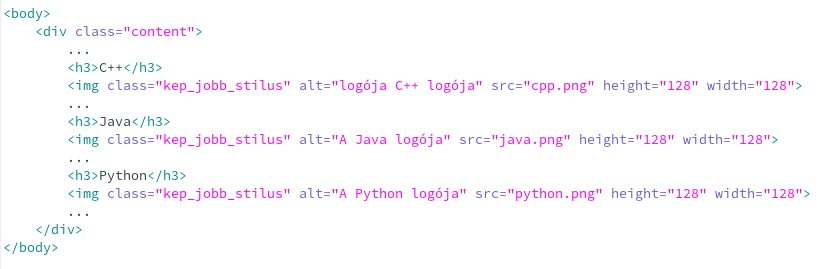 <body>
<div class="content">
...
<h3>C++</h3>
<img class="kep_jobb_stilus" alt="logója C++ logója" src="cpp.png" height="128" width="128">
...
<h3>Java</h3>
<img class="kep_jobb_stilus" alt="A Java logója" src="java.png" height="128" width="128">
...
<h3>Python</h3>
<img class="kep_jobb_stilus" alt="A Python logója" src="python.png" height="128" width="128">
...
</div>
</body>